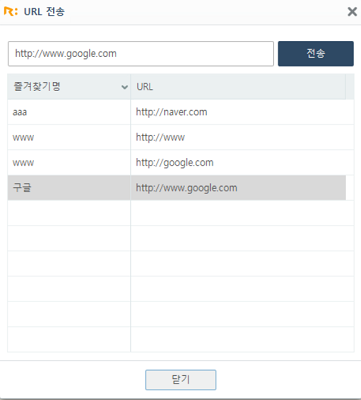 URL 전송
http://www.google.com 전송
즐겨찾기명 URL
aaa http://naver.com
www http://www
www http://google.com
구글 http://www.google.com
닫기